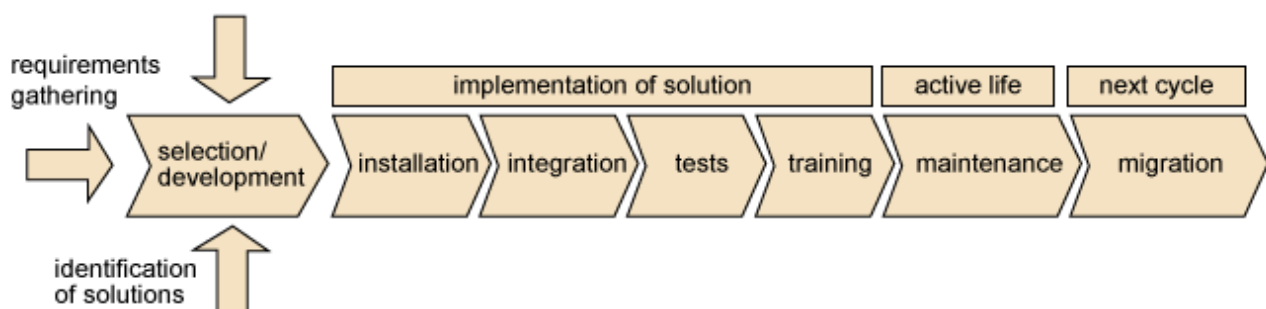 requirements
gathering
implementation of solution
active life
next cycle
selection/
development
installation
integration
tests
training
maintenance
migration
identification
of solutions